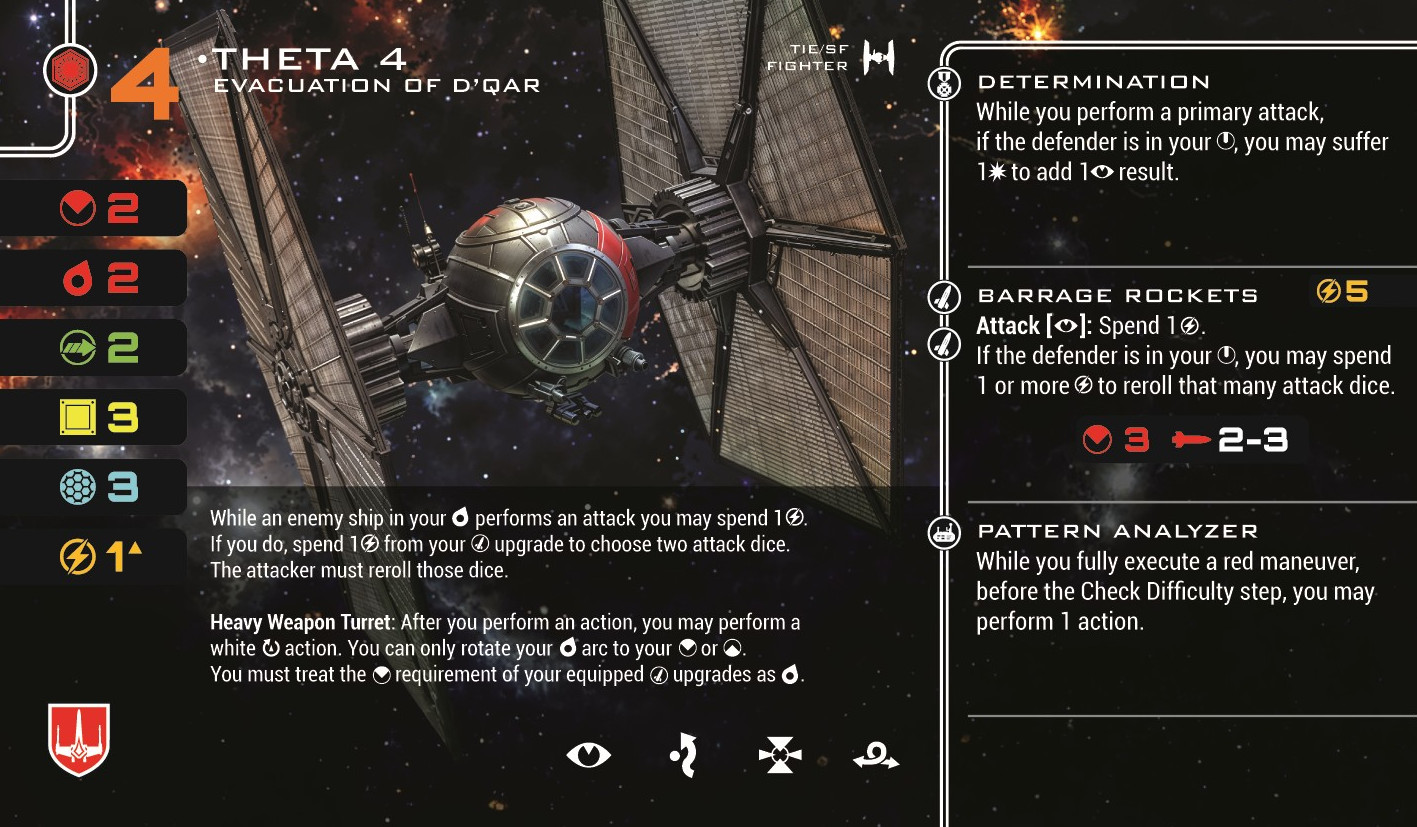 4
•THETA 4
EVACUATION OF D'QAR
TIE/SF
FIGHTER
2
2
2
3
3
1
While an enemy ship in your performs an attack you may spend 1.
If you do, spend 1 from your upgrade to choose two attack dice.
The attacker must reroll those dice.
Heavy Weapon Turret: After you perform an action, you may perform a
white action. You can only rotate your arc to your or .
You must treat the requirement of your equipped upgrades as .
DETERMINATION
While you perform a primary attack,
if the defender is in your , you may suffer
1 to add 1 result.
BARRAGE ROCKETS
5
Attack []: Spend 1.
If the defender is in your , you may spend
1 or more to reroll that many attack dice.
3 2-3
PATTERN ANALYZER
While you fully execute a red maneuver,
before the Check Difficulty step, you may
perform 1 action.